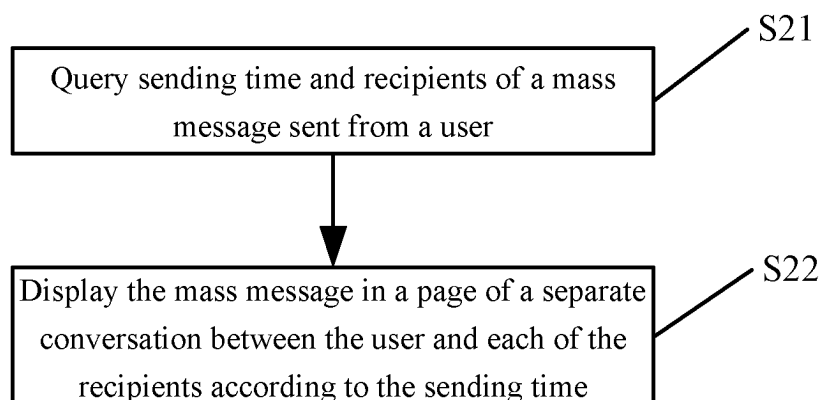 S21
Query sending time and recipients of a mass
message sent from a user
S22
Display the mass message in a page of a separate
conversation between the user and each of the
recipients according to the sending time